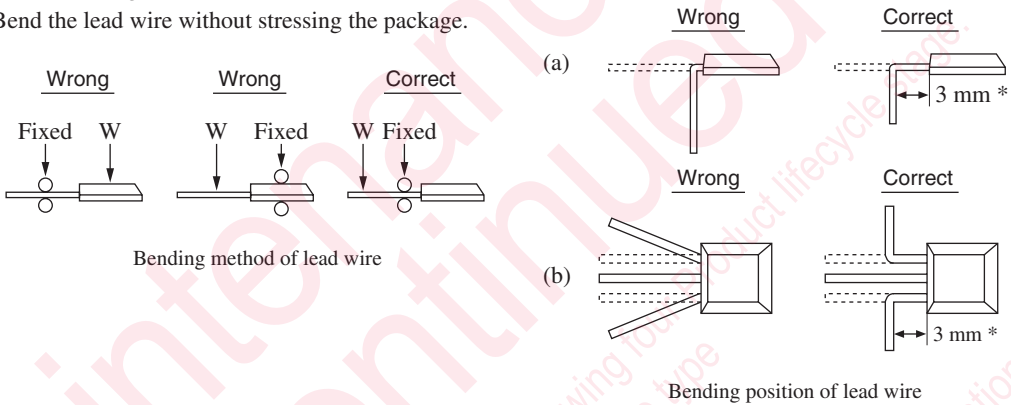 Bend the lead wire without stressing the package.
Wrong
Wrong
Correct
Fixed W
W Fixed
W Fixed
Bending method of lead wire
Wrong
Correct
(a)
3 mm *
Wrong
Correct
(b)
3 mm *
Bending position of lead wire